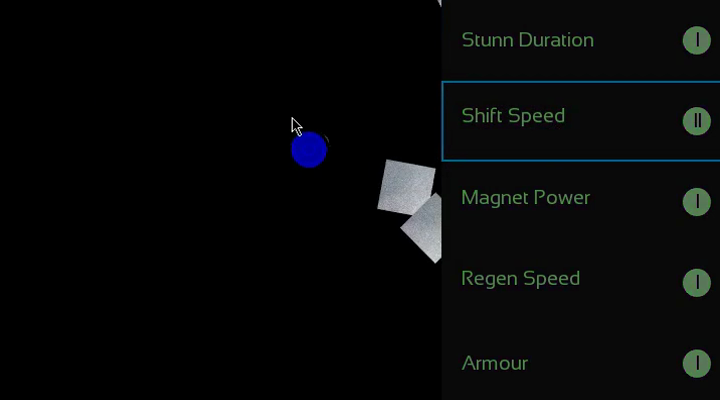 Stunn Duration I
Shift Speed II
Magnet Power I
Regen Speed I
Armour I